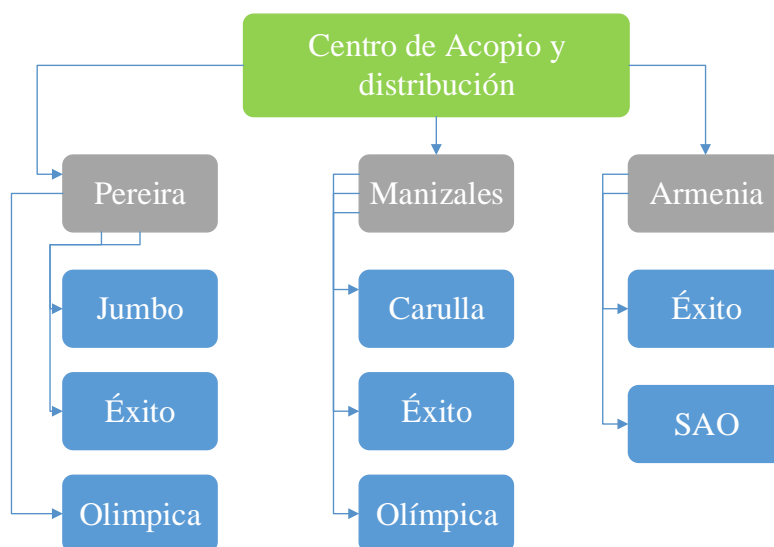 Centro de Acopio y
distribución
Pereira
Manizales
Armenia
Jumbo
Carulla
Éxito
Éxito
Éxito
SAO
Olimpica
Olímpica